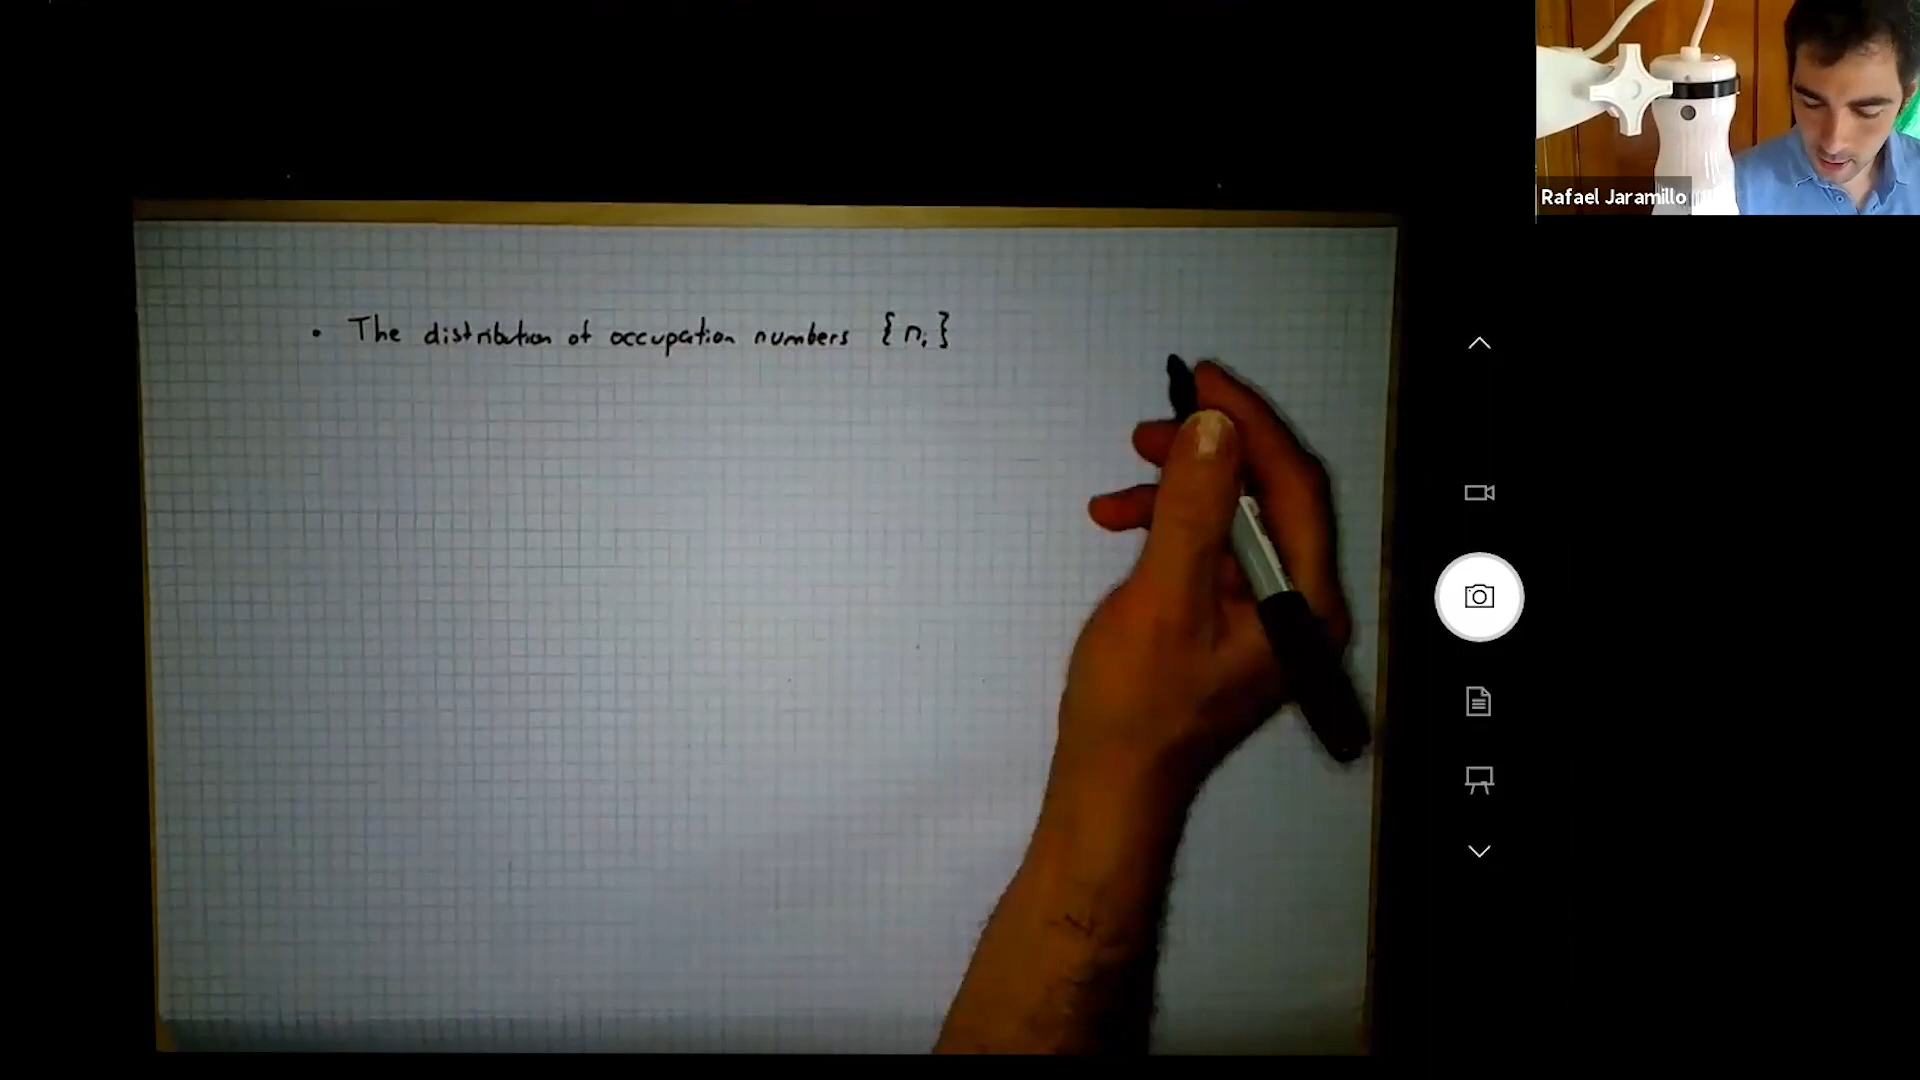 Rafael Jaramillo
• The distribution of occupation numbers {nᵢ}